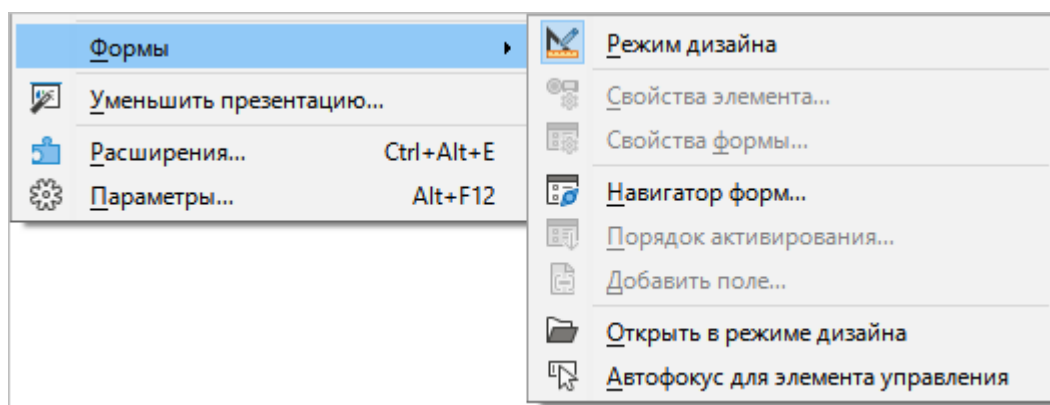 Формы
Уменьшить презентацию...
Расширения... Ctrl+Alt+E
Параметры... Alt+F12
Режим дизайна
Свойства элемента...
Свойства формы...
Навигатор форм...
Порядок активирования...
Добавить поле...
Открыть в режиме дизайна
Автофокус для элемента управления